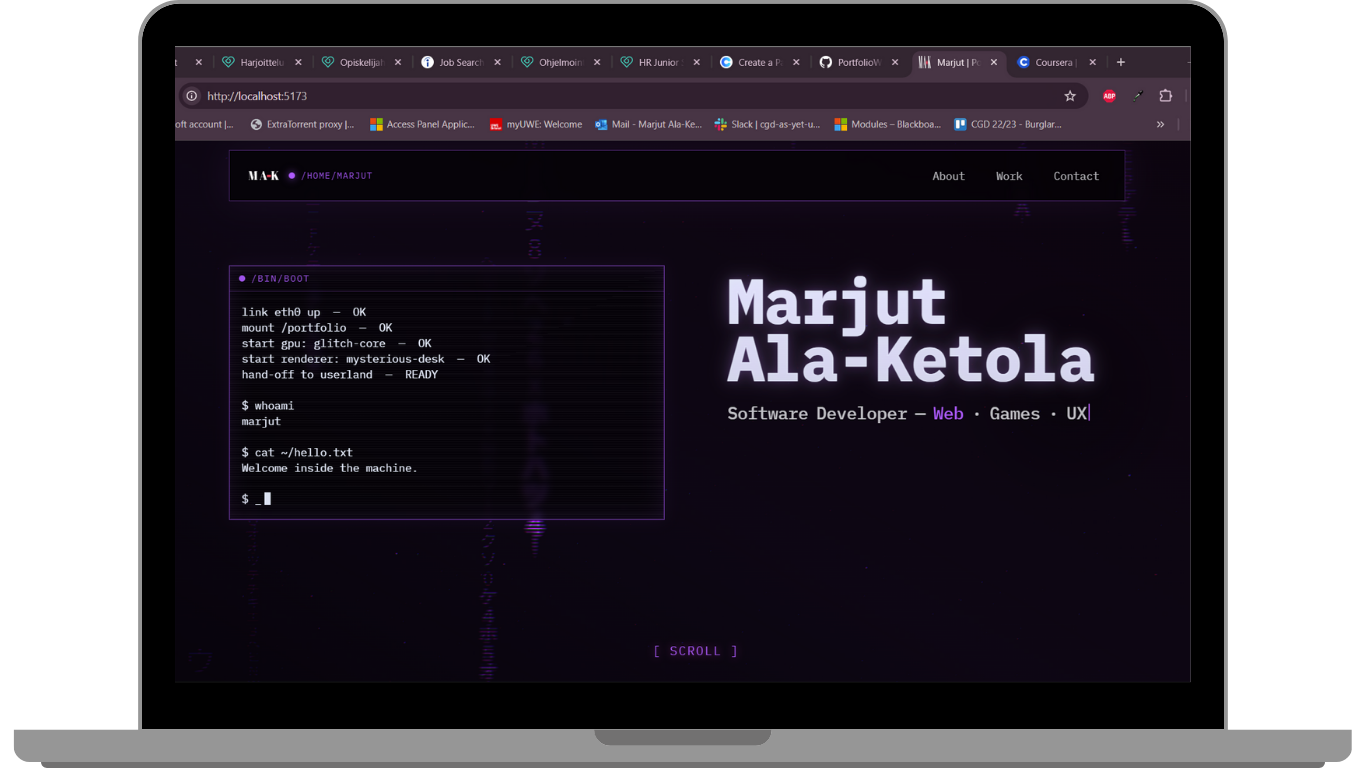 Harjoittelu
Opiskelijah
Job Search
Ohjelmoin
HR Junior
Create a P
PortfolioW
Marjut | Po
Coursera |
http://localhost:5173
ABP
oft account |...
ExtraTorrent proxy |...
Access Panel Applic...
myUWE: Welcome
Mail - Marjut Ala-Ke...
Slack | cgd-as-yet-u...
Modules – Blackboa...
CGD 22/23 - Burglar...
MA-K /HOME/MARJUT
About Work Contact
/BIN/BOOT
link eth0 up — OK
mount /portfolio — OK
start gpu: glitch-core — OK
start renderer: mysterious-desk — OK
hand-off to userland — READY
$ whoami
marjut
$ cat ~/hello.txt
Welcome inside the machine.
$ _
Marjut
Ala-Ketola
Software Developer — Web · Games · UX
[ SCROLL ]